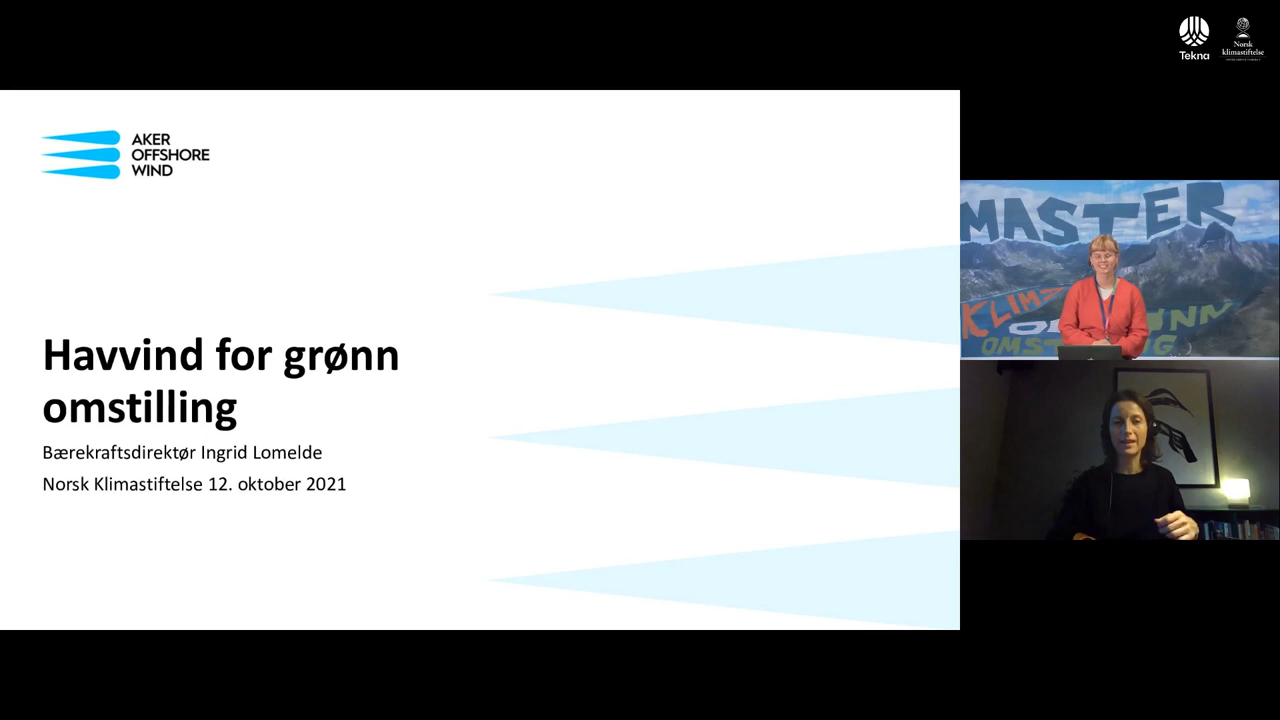 Tekna
Norsk
klimastiftelse
AKER
OFFSHORE
WIND
Havvind for grønn
omstilling
Bærekraftsdirektør Ingrid Lomelde
Norsk Klimastiftelse 12. oktober 2021
MASTER